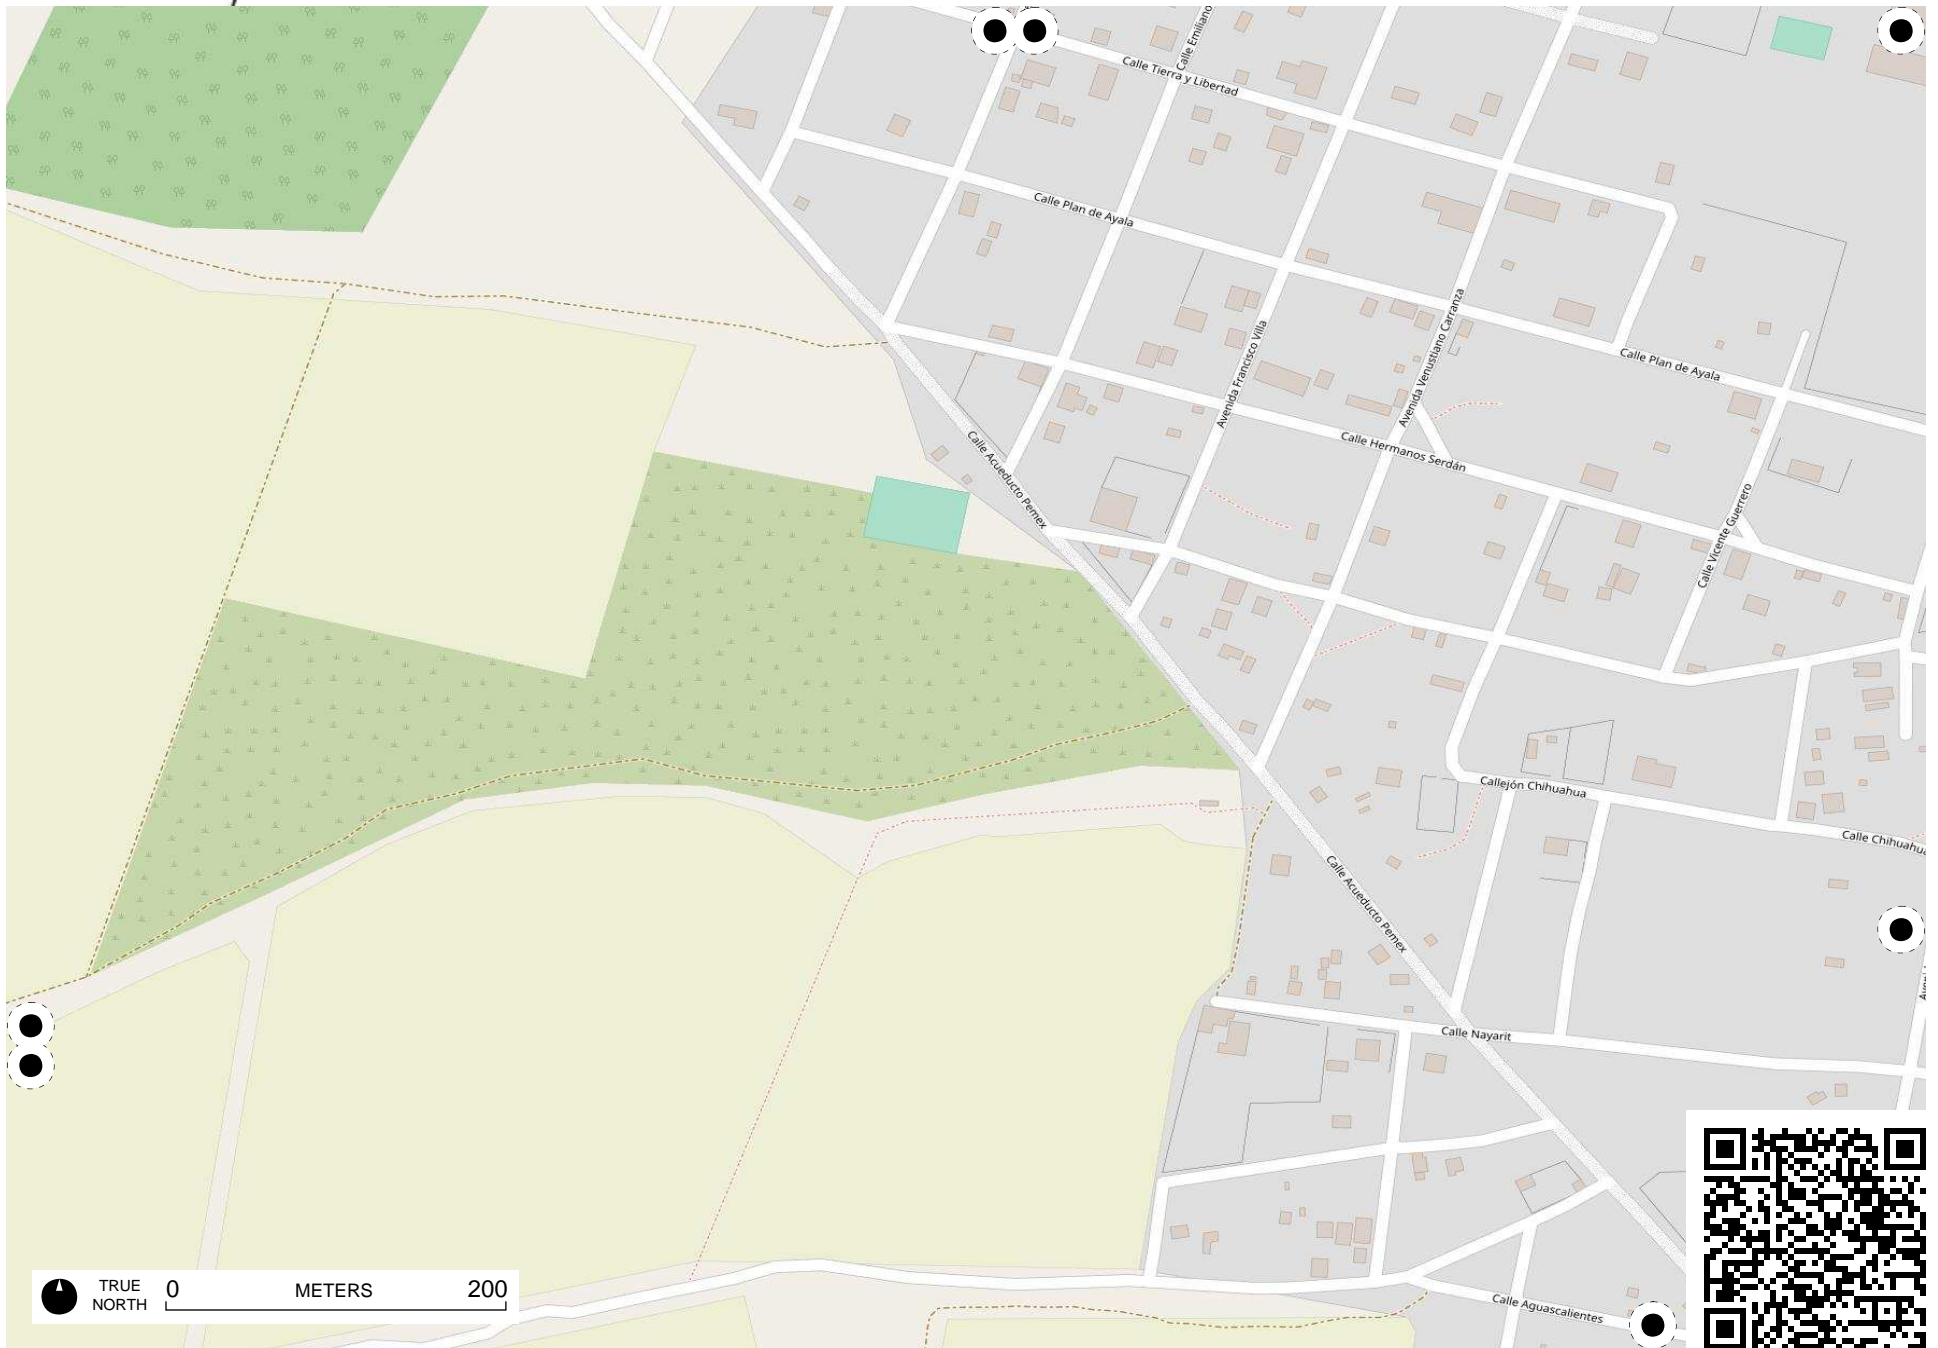 Calle Emiliano
Calle Tierra y Libertad
Calle Plan de Ayala
Avenida Francisco Villa
Avenida Venustiano Carranza
Calle Plan de Ayala
Calle Acueducto Pemex
Calle Hermanos Serdán
Calle Vicente Guerrero
Callejón Chihuahua
Calle Chihuahua
Calle Acueducto Pemex
Calle Nayarit
Calle Aguascalientes
TRUE
NORTH
0 METERS 200